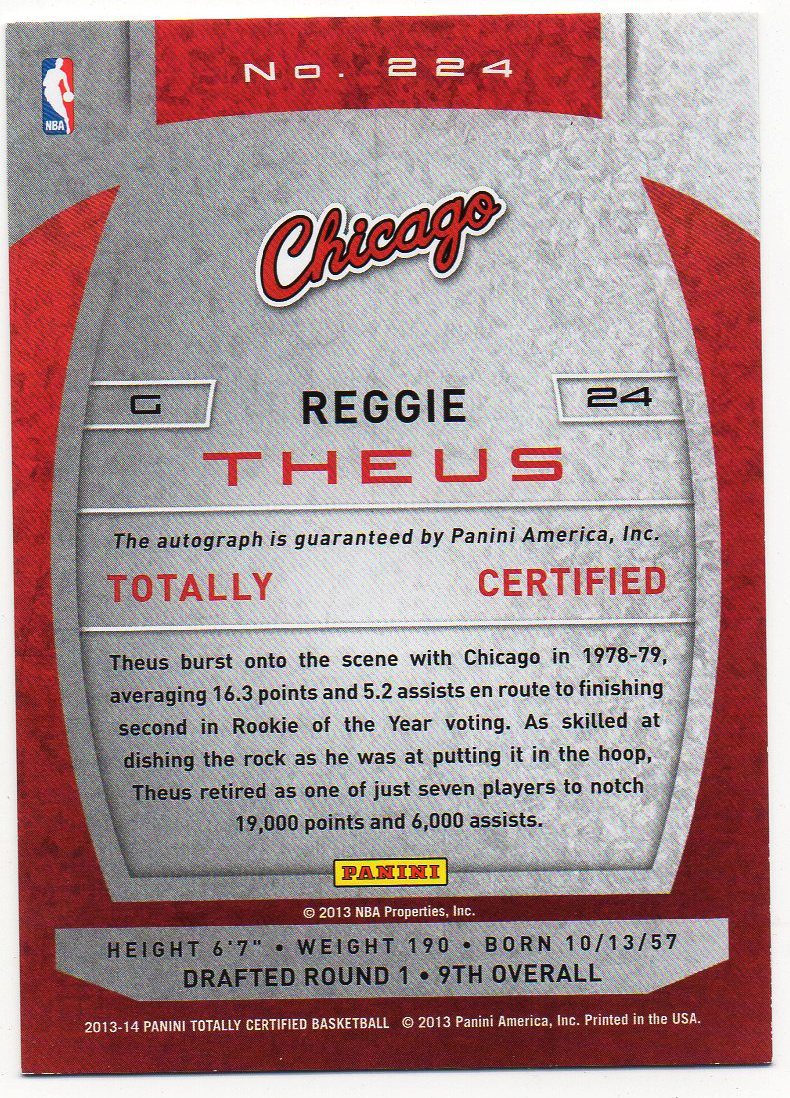 No. 224
NBA
Chicago
G
REGGIE
24
THEUS
The autograph is guaranteed by Panini America, Inc.
TOTALLY CERTIFIED
Theus burst onto the scene with Chicago in 1978-79,
averaging 16.3 points and 5.2 assists en route to finishing
second in Rookie of the Year voting. As skilled at
dishing the rock as he was at putting it in the hoop,
Theus retired as one of just seven players to notch
19,000 points and 6,000 assists.
PANINI
© 2013 NBA Properties, Inc.
HEIGHT 6'7" • WEIGHT 190 • BORN 10/13/57
DRAFTED ROUND 1 • 9TH OVERALL
2013-14 PANINI TOTALLY CERTIFIED BASKETBALL © 2013 Panini America, Inc. Printed in the USA.